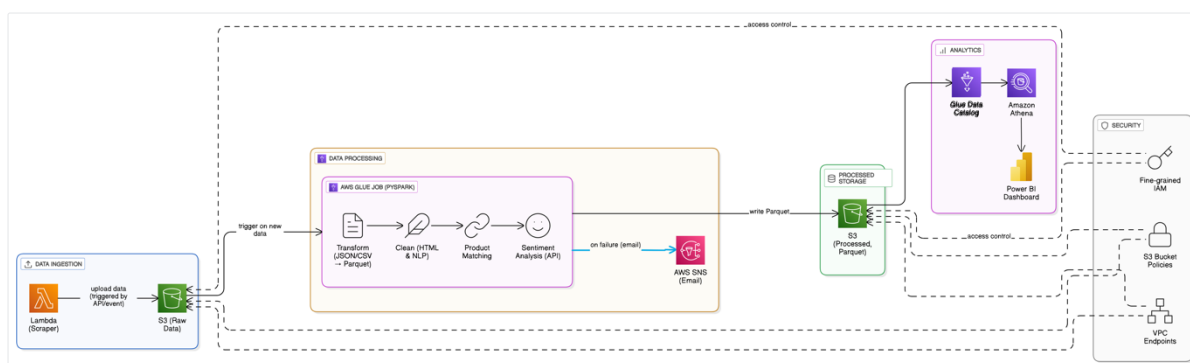 access control
ANALYTICS
Glue Data
Catalog
Amazon
Athena
Power BI
Dashboard
SECURITY
Fine-grained
IAM
S3 Bucket
Policies
VPC
Endpoints
DATA PROCESSING
AWS GLUE JOB (PYSPARK)
Transform
(JSON/CSV
→ Parquet)
Clean (HTML
& NLP)
Product
Matching
Sentiment
Analysis (API)
on failure (email)
AWS SNS
(Email)
write Parquet
PROCESSED
STORAGE
S3
(Processed,
Parquet)
access control
trigger on new
data
DATA INGESTION
Lambda
(Scraper)
upload data
(triggered by
API/event)
S3 (Raw
Data)